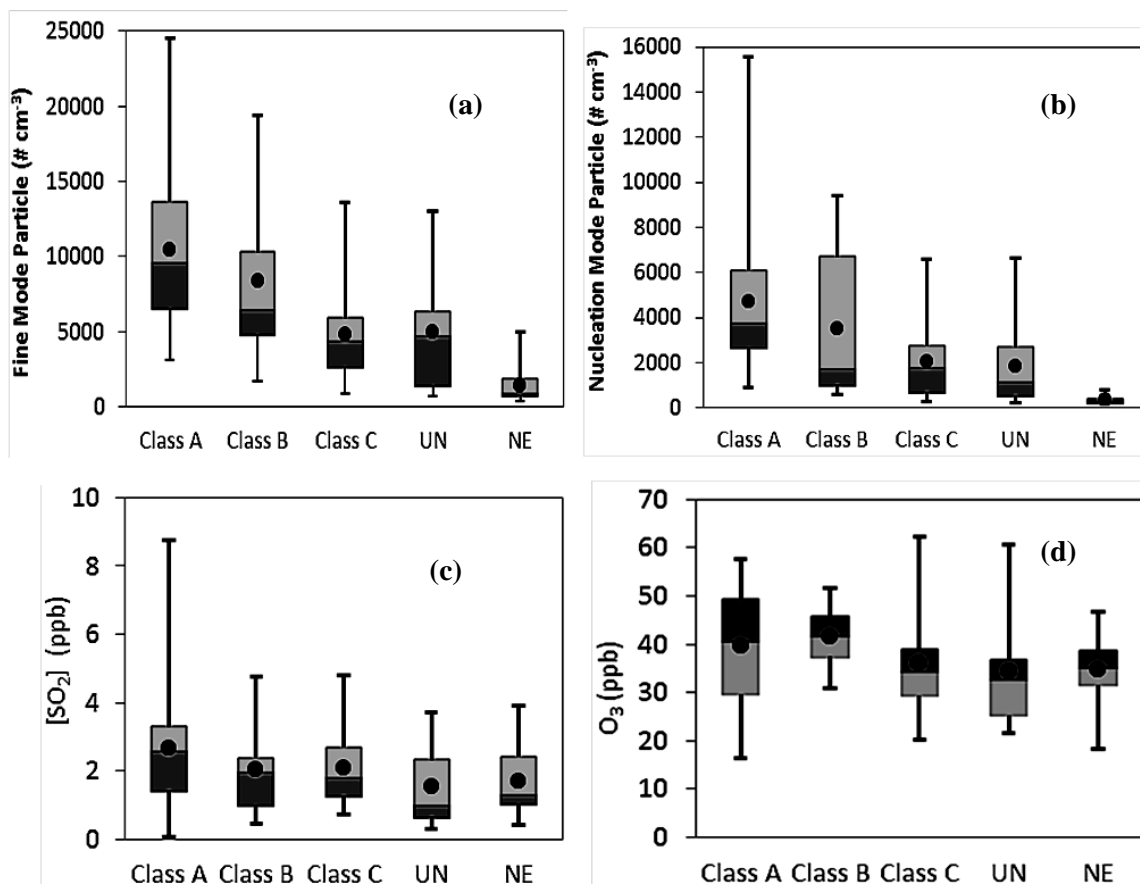 Fine Mode Particle (# cm⁻³)
25000
20000
15000
10000
5000
0
(a)
Class A Class B Class C UN NE
Nucleation Mode Particle (# cm⁻³)
16000
14000
12000
10000
8000
6000
4000
2000
0
(b)
Class A Class B Class C UN NE
[SO₂] (ppb)
10
8
6
4
2
0
(c)
Class A Class B Class C UN NE
O₃ (ppb)
70
60
50
40
30
20
10
0
(d)
Class A Class B Class C UN NE